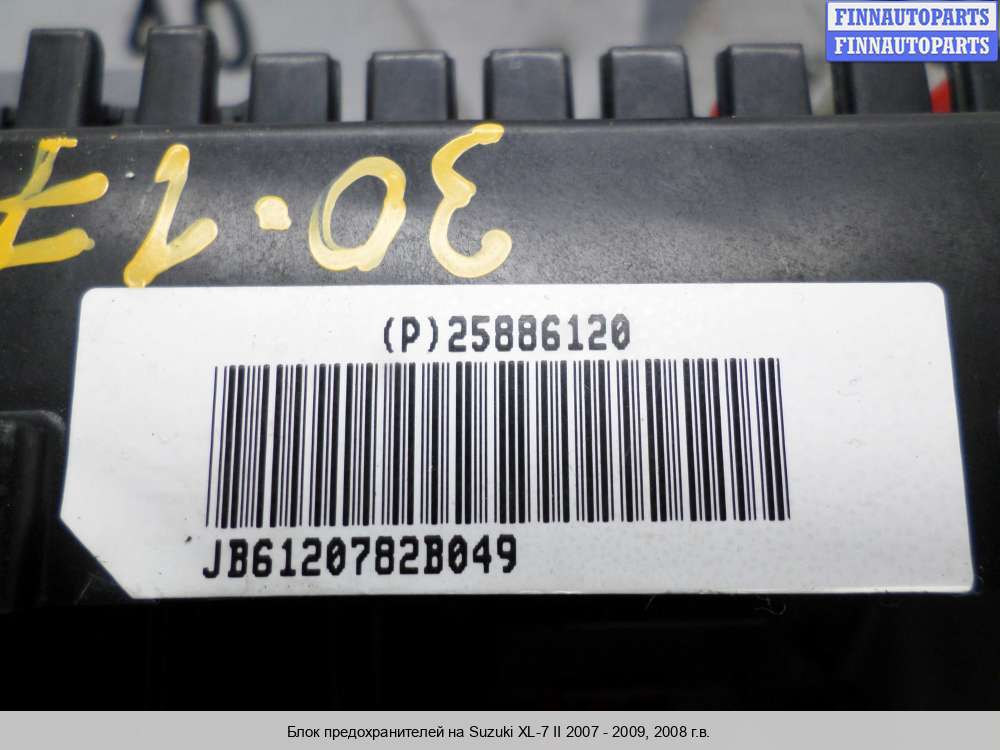 FINNAUTOPARTS
FINNAUTOPARTS
30.17
(P)25886120
JB6120782B049
Блок предохранителей на Suzuki XL-7 II 2007 - 2009, 2008 г.в.